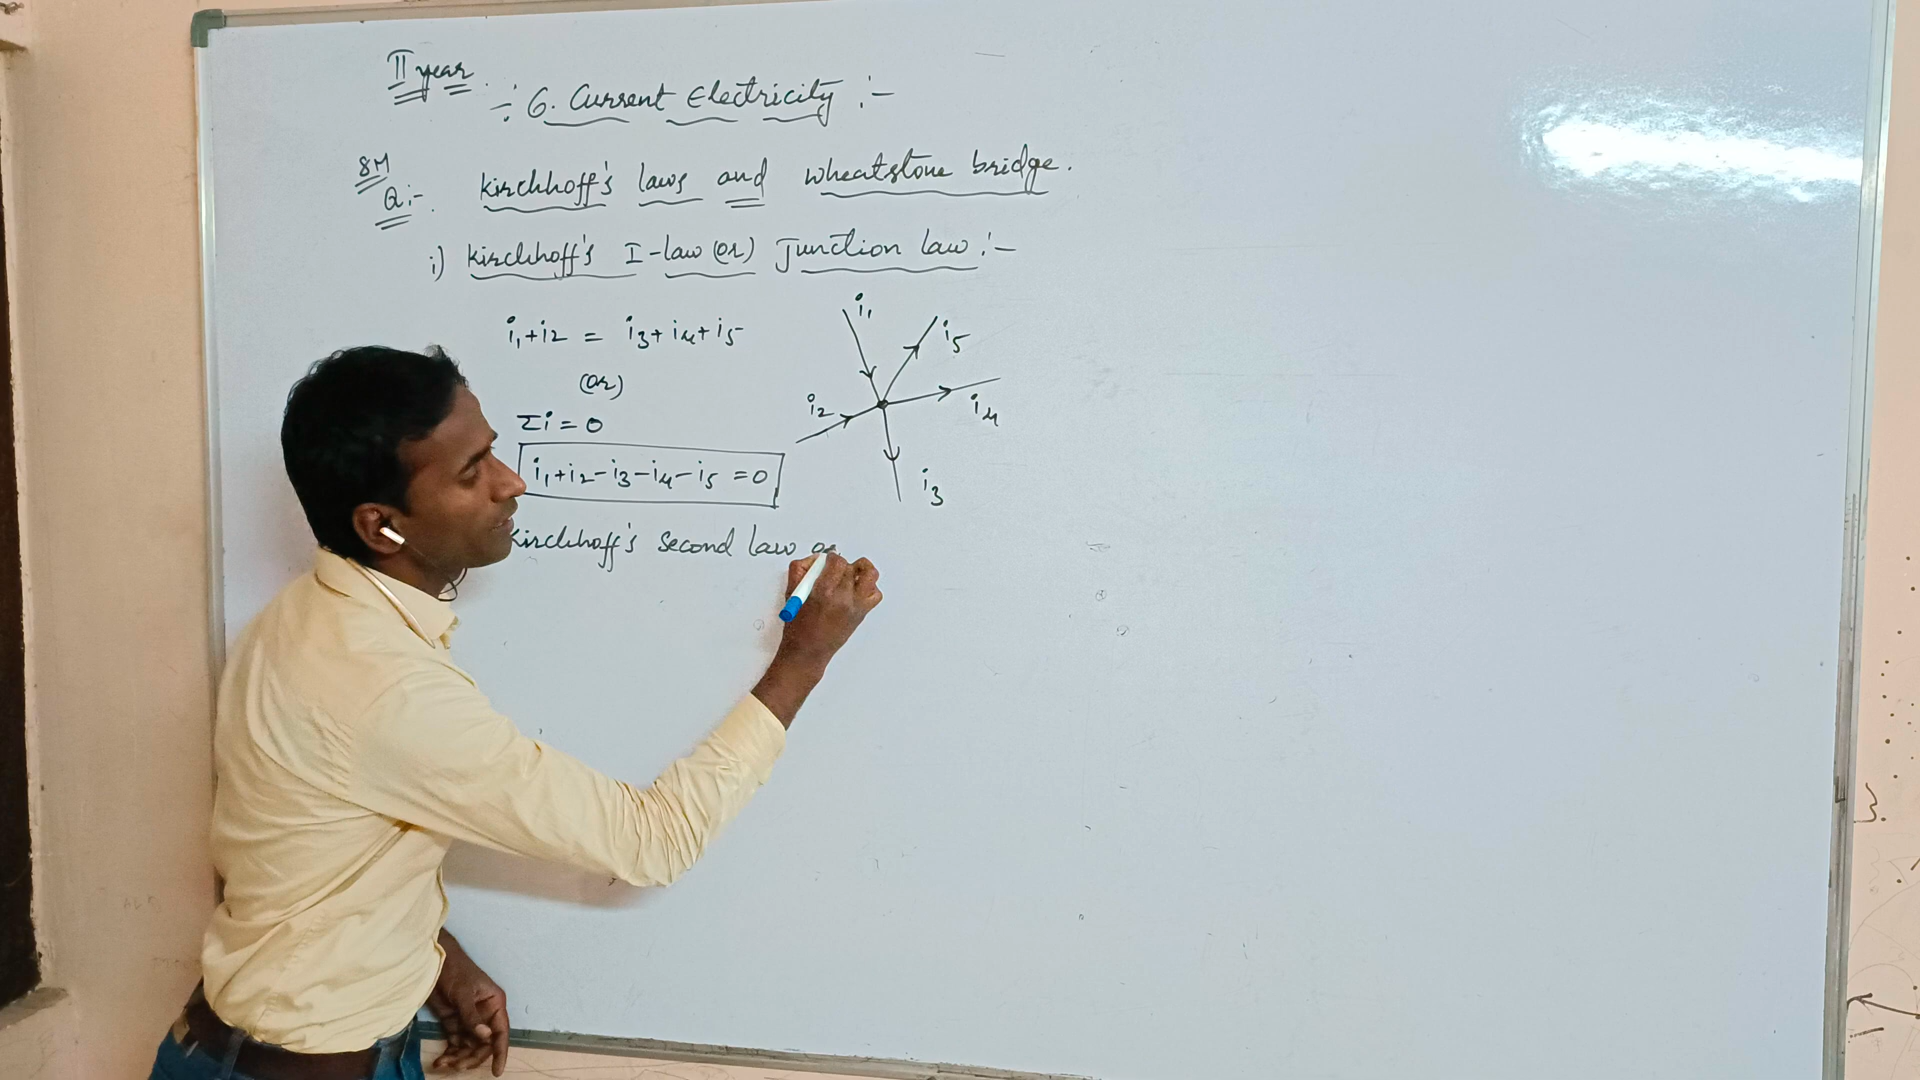 II year
:- 6. Current Electricity :-
8M
Q:- Kirchhoff's laws and wheatstone bridge.
i) Kirchhoff's I-law (or) Junction law :-
i₁+i₂ = i₃+i₄+i₅
(or)
Σi = 0
i₁+i₂-i₃-i₄-i₅ = 0
i₁
i₅
i₂
i₄
i₃
Kirchhoff's second law or